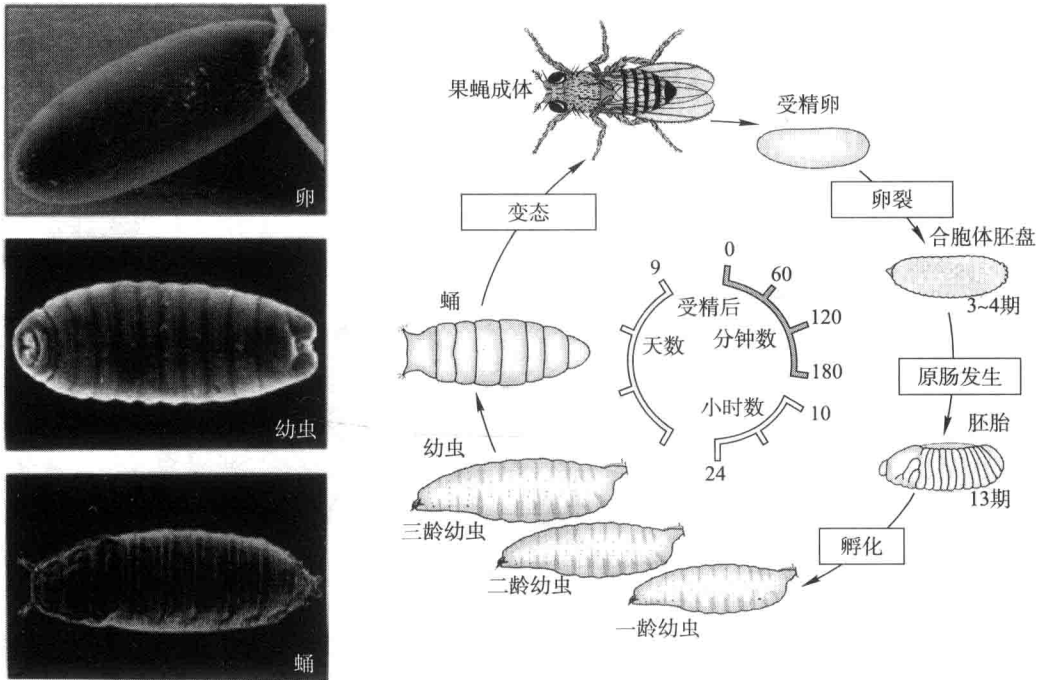 卵
幼虫
蛹
果蝇成体
受精卵
卵裂
合胞体胚盘
3~4期
原肠发生
胚胎
13期
孵化
一龄幼虫
二龄幼虫
三龄幼虫
幼虫
蛹
变态
0
60
120
180
受精后
分钟数
小时数
10
24
天数
9